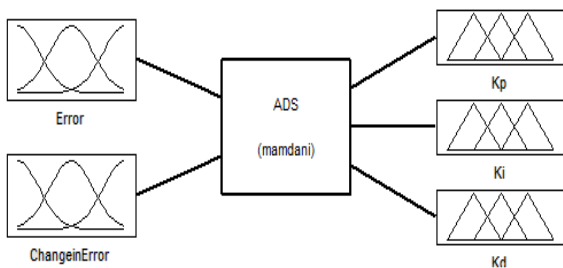 Error
ChangeinError
ADS
(mamdani)
Kp
Ki
Kd